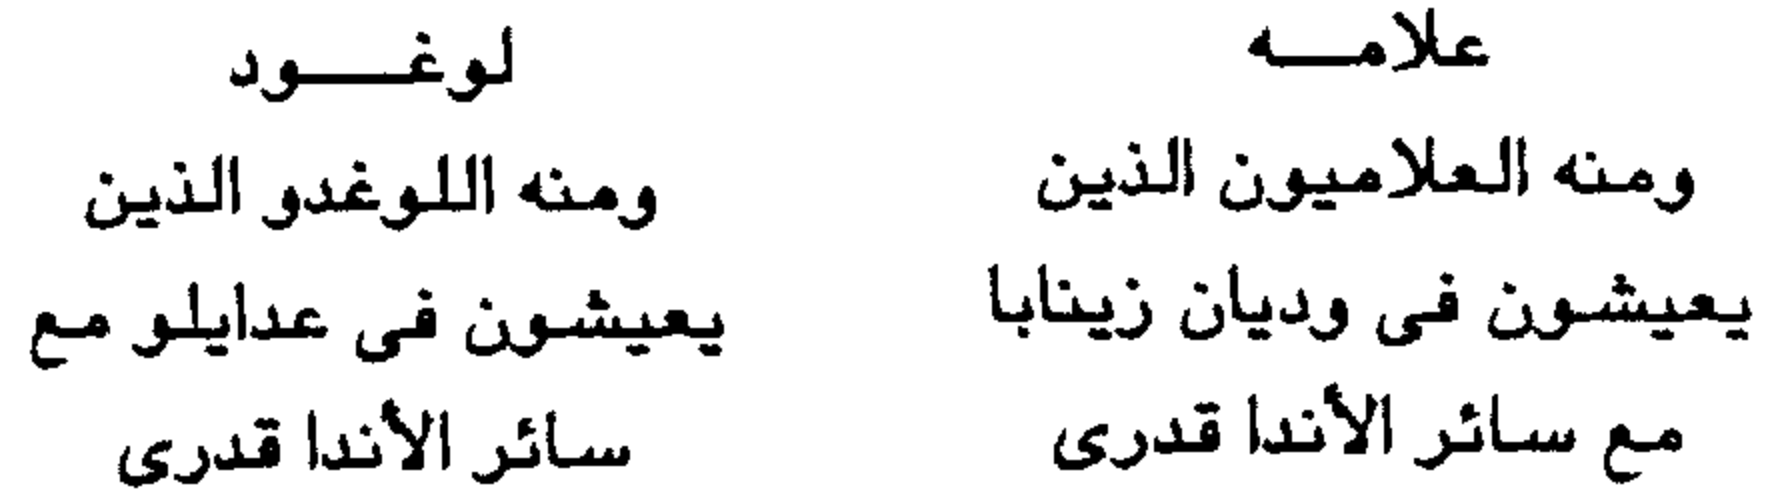 علامـــه
ومنه العلاميون الذين
يعيشون فى وديان زينابا
مع سائر الأندا قدرى
لوغــــود
ومنه اللوغدو الذين
يعيشون فى عدايلو مع
سائر الأندا قدرى